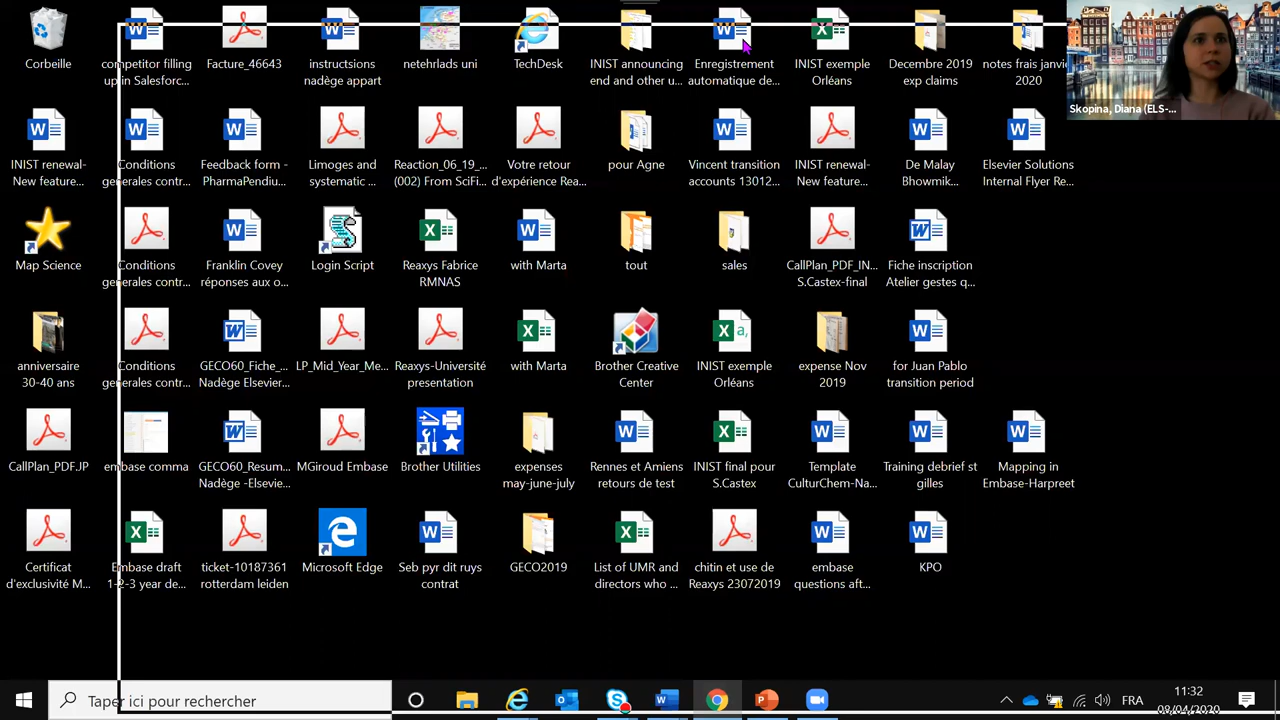 Corbeille
competitor filling
up in Salesforc...
Facture_46643
instructsions
nadège appart
netehrlads uni
TechDesk
INIST announcing
end and other u...
Enregistrement
automatique de...
INIST exemple
Orléans
Decembre 2019
exp claims
notes frais janvi
2020
Skopina, Diana (ELS-...
INIST renewal-
New feature...
Conditions
generales contr...
Feedback form -
PharmaPendiu...
Limoges and
systematic ...
Reaction_06_19_...
(002) From SciFi...
Votre retour
d'expérience Rea...
pour Agne
Vincent transition
accounts 13012...
INIST renewal-
New feature...
De Malay
Bhowmik...
Elsevier Solutions
Internal Flyer Re...
Map Science
Conditions
generales contr...
Franklin Covey
réponses aux o...
Login Script
Reaxys Fabrice
RMNAS
with Marta
tout
sales
CallPlan_PDF_IN...
S.Castex-final
Fiche inscription
Atelier gestes q...
anniversaire
30-40 ans
Conditions
generales contr...
GECO60_Fiche_...
Nadège Elsevier...
LP_Mid_Year_Me...
Reaxys-Université
presentation
with Marta
Brother Creative
Center
INIST exemple
Orléans
expense Nov
2019
for Juan Pablo
transition period
CallPlan_PDF.JP
embase comma
GECO60_Resum...
Nadège -Elsevie...
MGiroud Embase
Brother Utilities
expenses
may-june-july
Rennes et Amiens
retours de test
INIST final pour
S.Castex
Template
CulturChem-Na...
Training debrief st
gilles
Mapping in
Embase-Harpreet
Certificat
d'exclusivité M...
Embase draft
1-2-3 year de...
ticket-10187361
rotterdam leiden
Microsoft Edge
Seb pyr dit ruys
contrat
GECO2019
List of UMR and
directors who ...
chitin et use de
Reaxys 23072019
embase
questions aft...
KPO
Taper ici pour rechercher
FRA
11:32
08/04/2020